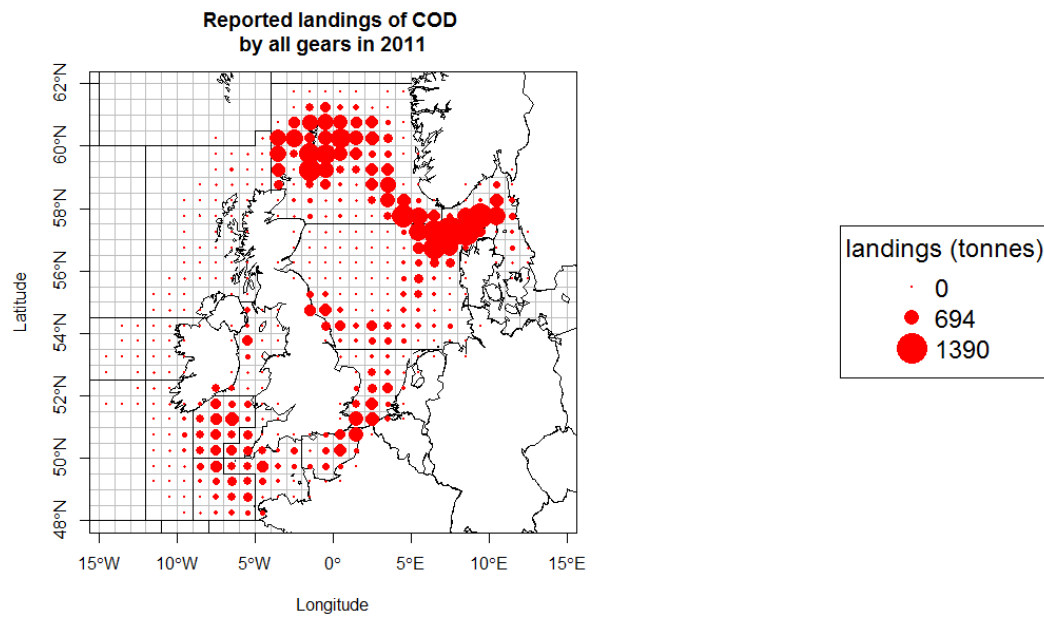 Reported landings of COD
by all gears in 2011
62°N
60°N
58°N
56°N
54°N
52°N
50°N
48°N
Latitude
15°W
10°W
5°W
0°
5°E
10°E
15°E
Longitude
landings (tonnes)
0
694
1390